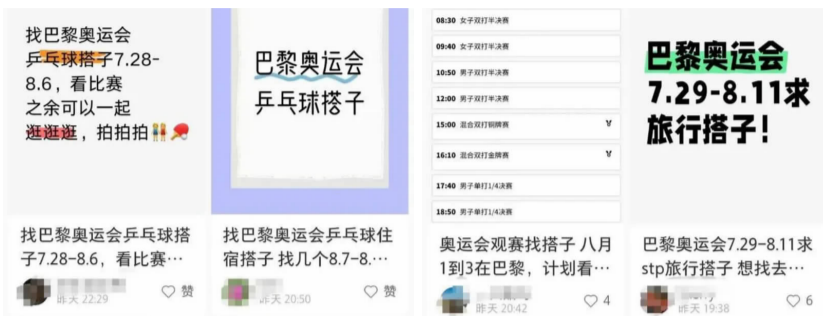 找巴黎奥运会
乒乓球搭子7.28-
8.6，看比赛
之余可以一起
逛逛逛，拍拍拍👭🏓
找巴黎奥运会乒乓球搭
子7.28-8.6，看比赛…
昨天 22:29
赞
巴黎奥运会
乒乓球搭子
找巴黎奥运会乒乓球住
宿搭子 找几个8.7-8.…
昨天 20:50
赞
08:30 女子双打半决赛
09:40 女子双打半决赛
10:50 男子双打半决赛
12:00 男子双打半决赛
15:00 混合双打铜牌赛
16:10 混合双打金牌赛
17:40 男子单打1/4决赛
18:50 男子单打1/4决赛
奥运会观赛找搭子 八月
1到3在巴黎，计划看…
昨天 20:42
4
巴黎奥运会
7.29-8.11求
旅行搭子！
巴黎奥运会7.29-8.11求
stp旅行搭子 想找去…
昨天 19:38
6